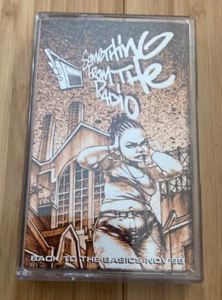 SOMETHING
FROM THE
RADIO
BACK TO THE BASICS NOV 98